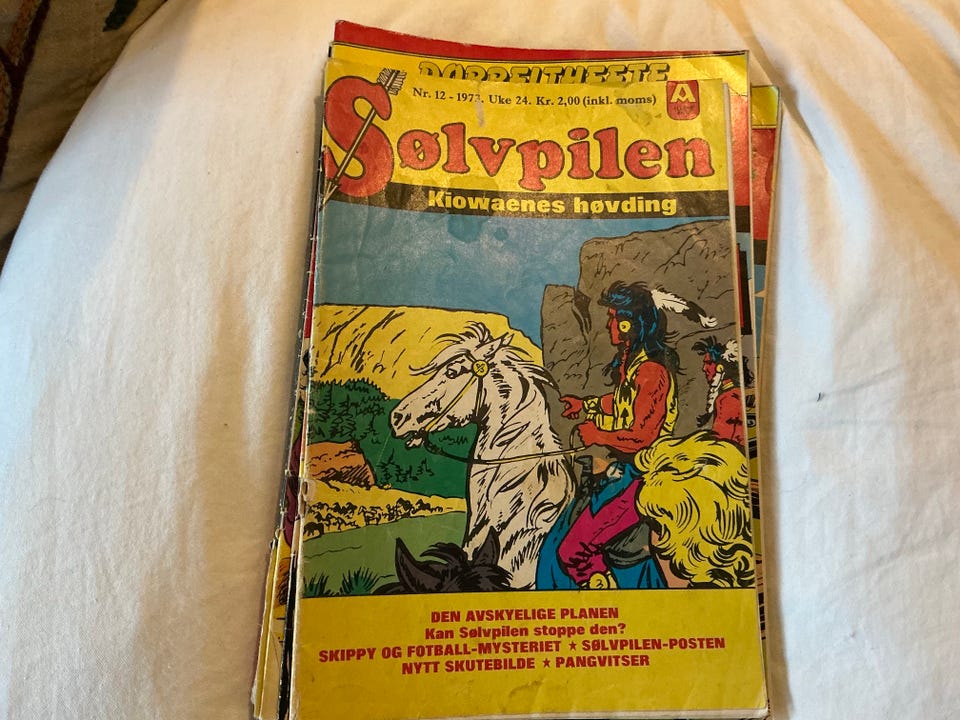 DOBBELTHEFTE
Nr. 12 - 1973. Uke 24. Kr. 2,00 (inkl. moms)
A
Sølvpilen
Kiowaenes høvding
DEN AVSKYELIGE PLANEN
Kan Sølvpilen stoppe den?
SKIPPY OG FOTBALL-MYSTERIET ★ SØLVPILEN-POSTEN
NYTT SKUTEBILDE ★ PANGVITSER